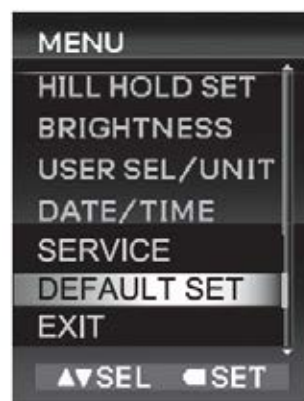 MENU
HILL HOLD SET
BRIGHTNESS
USER SEL/UNIT
DATE/TIME
SERVICE
DEFAULT SET
EXIT
▲▼SEL ◀SET